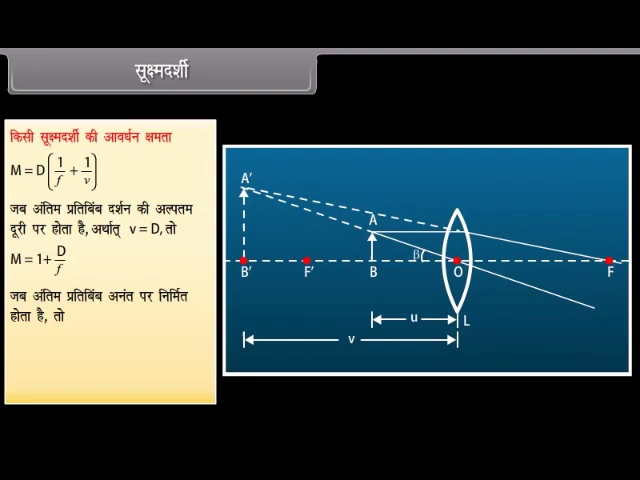 सूक्ष्मदर्शी
किसी सूक्ष्मदर्शी की आवर्धन क्षमता
M = D(1/f + 1/v)
जब अंतिम प्रतिबिंब दर्शन की अल्पतम
दूरी पर होता है, अर्थात् v = D, तो
M = 1+D/f
जब अंतिम प्रतिबिंब अनंत पर निर्मित
होता है, तो
A'
A
β
B' F' B O F
u
L
v